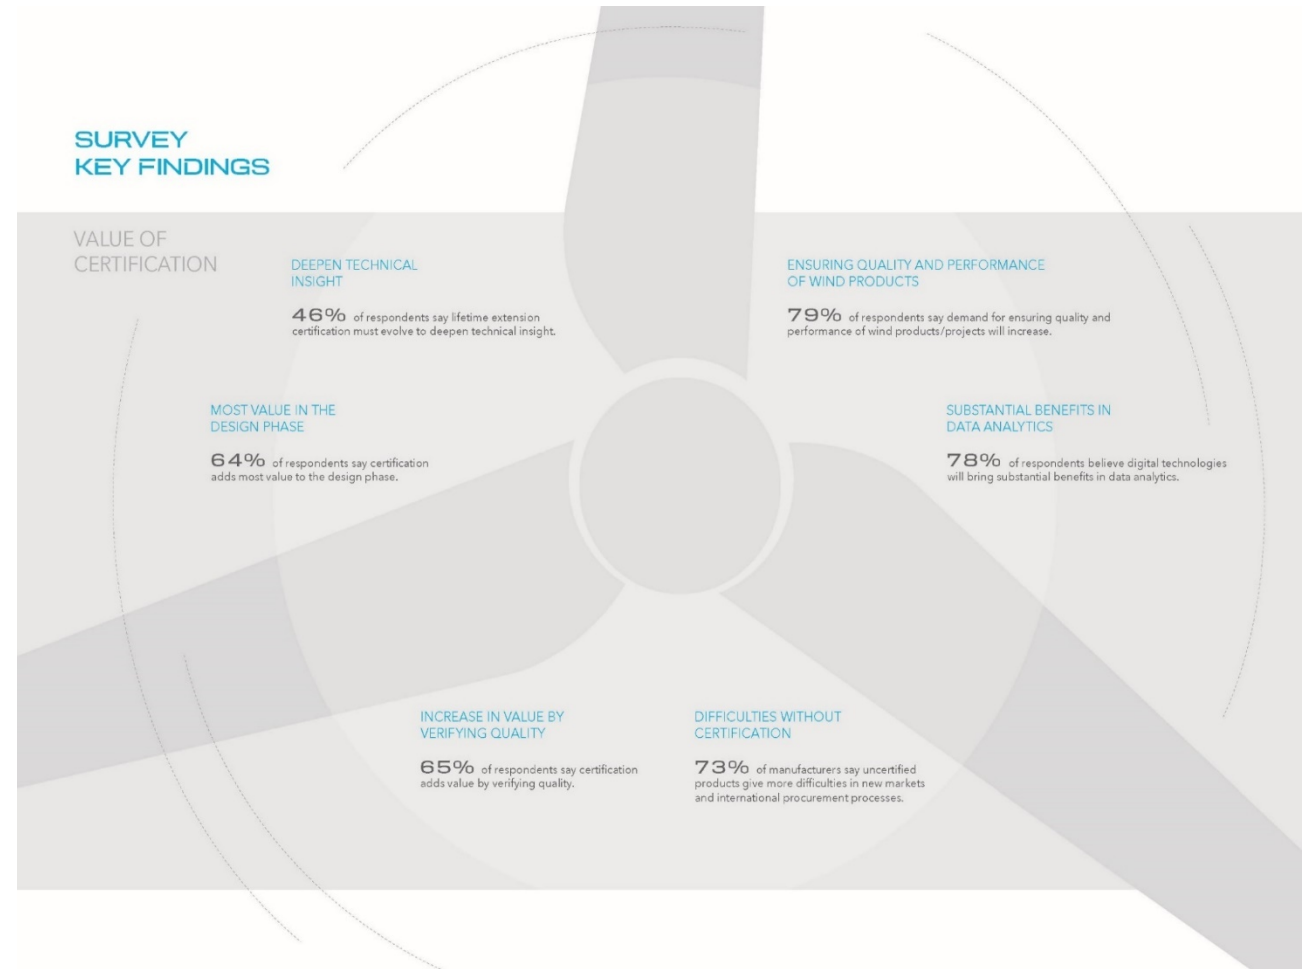 SURVEY
KEY FINDINGS
VALUE OF
CERTIFICATION
DEEPEN TECHNICAL
INSIGHT
46% of respondents say lifetime extension
certification must evolve to deepen technical insight.
ENSURING QUALITY AND PERFORMANCE
OF WIND PRODUCTS
79% of respondents say demand for ensuring quality and
performance of wind products/projects will increase.
MOST VALUE IN THE
DESIGN PHASE
64% of respondents say certification
adds most value to the design phase.
SUBSTANTIAL BENEFITS IN
DATA ANALYTICS
78% of respondents believe digital technologies
will bring substantial benefits in data analytics.
INCREASE IN VALUE BY
VERIFYING QUALITY
65% of respondents say certification
adds value by verifying quality.
DIFFICULTIES WITHOUT
CERTIFICATION
73% of manufacturers say uncertified
products give more difficulties in new markets
and international procurement processes.